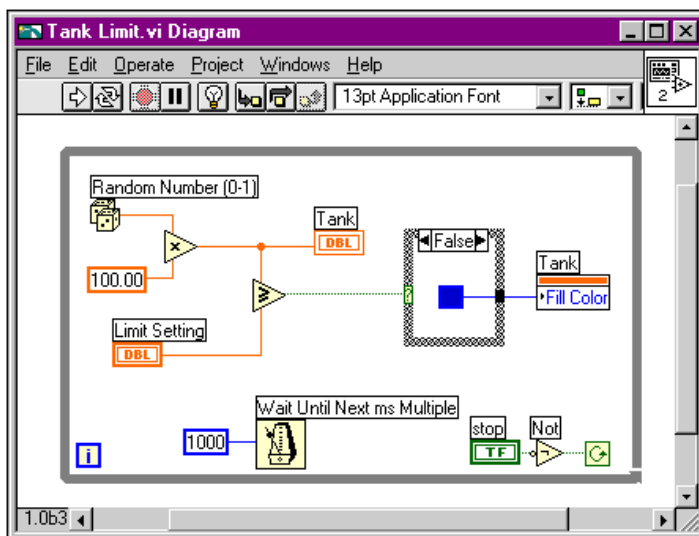 Tank Limit.vi Diagram
File Edit Operate Project Windows Help
13pt Application Font
2
Random Number (0-1)
Tank
DBL
×
100.00
≥
Limit Setting
DBL
False
?
Tank
Fill Color
Wait Until Next ms Multiple
1000
i
stop
TF
Not
1.0b3